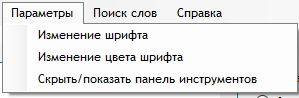 Параметры Поиск слов Справка
Изменение шрифта
Изменение цвета шрифта
Скрыть/показать панель инструментов